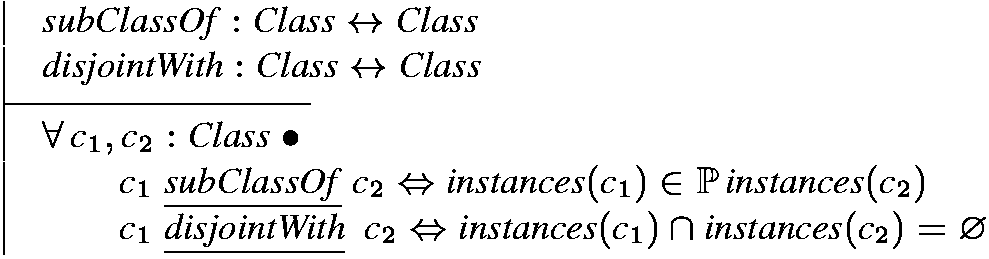 subClassOf : Class ↔ Class
disjointWith : Class ↔ Class
∀ c₁, c₂ : Class •
c₁ subClassOf c₂ ⇔ instances(c₁) ∈ ℙ instances(c₂)
c₁ disjointWith c₂ ⇔ instances(c₁) ∩ instances(c₂) = ∅